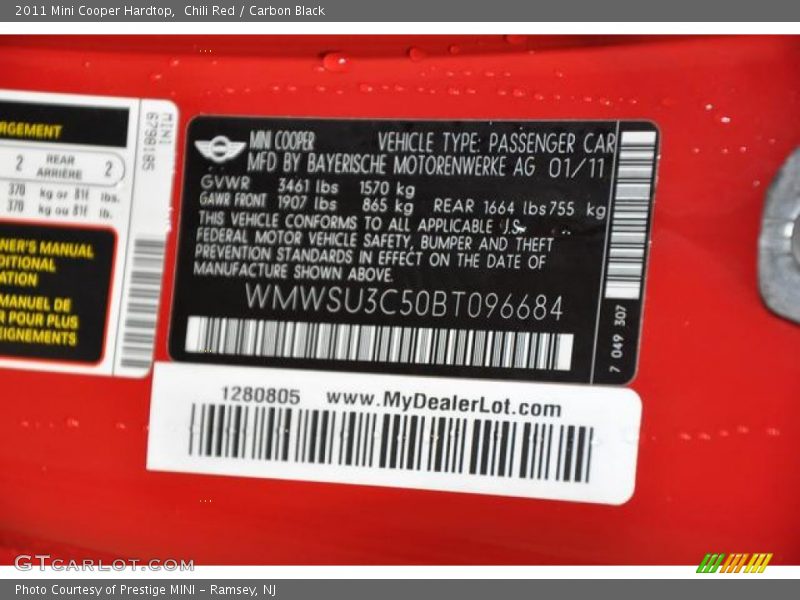 2011 Mini Cooper Hardtop,  Chili Red / Carbon Black
RGEMENT
2 REAR ARRIÈRE 2
370 kg or 816 lbs.
370 kg ou 816 lb.
NER'S MANUAL
DITIONAL
ATION
MANUEL DE
R POUR PLUS
EIGNEMENTS
MINI
6798185
MINI COOPER VEHICLE TYPE: PASSENGER CAR
MFD BY BAYERISCHE MOTORENWERKE AG 01/11
GVWR 3461 lbs 1570 kg
GAWR FRONT 1907 lbs 865 kg REAR 1664 lbs 755 kg
THIS VEHICLE CONFORMS TO ALL APPLICABLE U.S.
FEDERAL MOTOR VEHICLE SAFETY, BUMPER AND THEFT
PREVENTION STANDARDS IN EFFECT ON THE DATE OF
MANUFACTURE SHOWN ABOVE.
WMWSU3C50BT096684
7 049 307
1280805 www.MyDealerLot.com
GTCARLOT.COM
Photo Courtesy of Prestige MINI - Ramsey, NJ